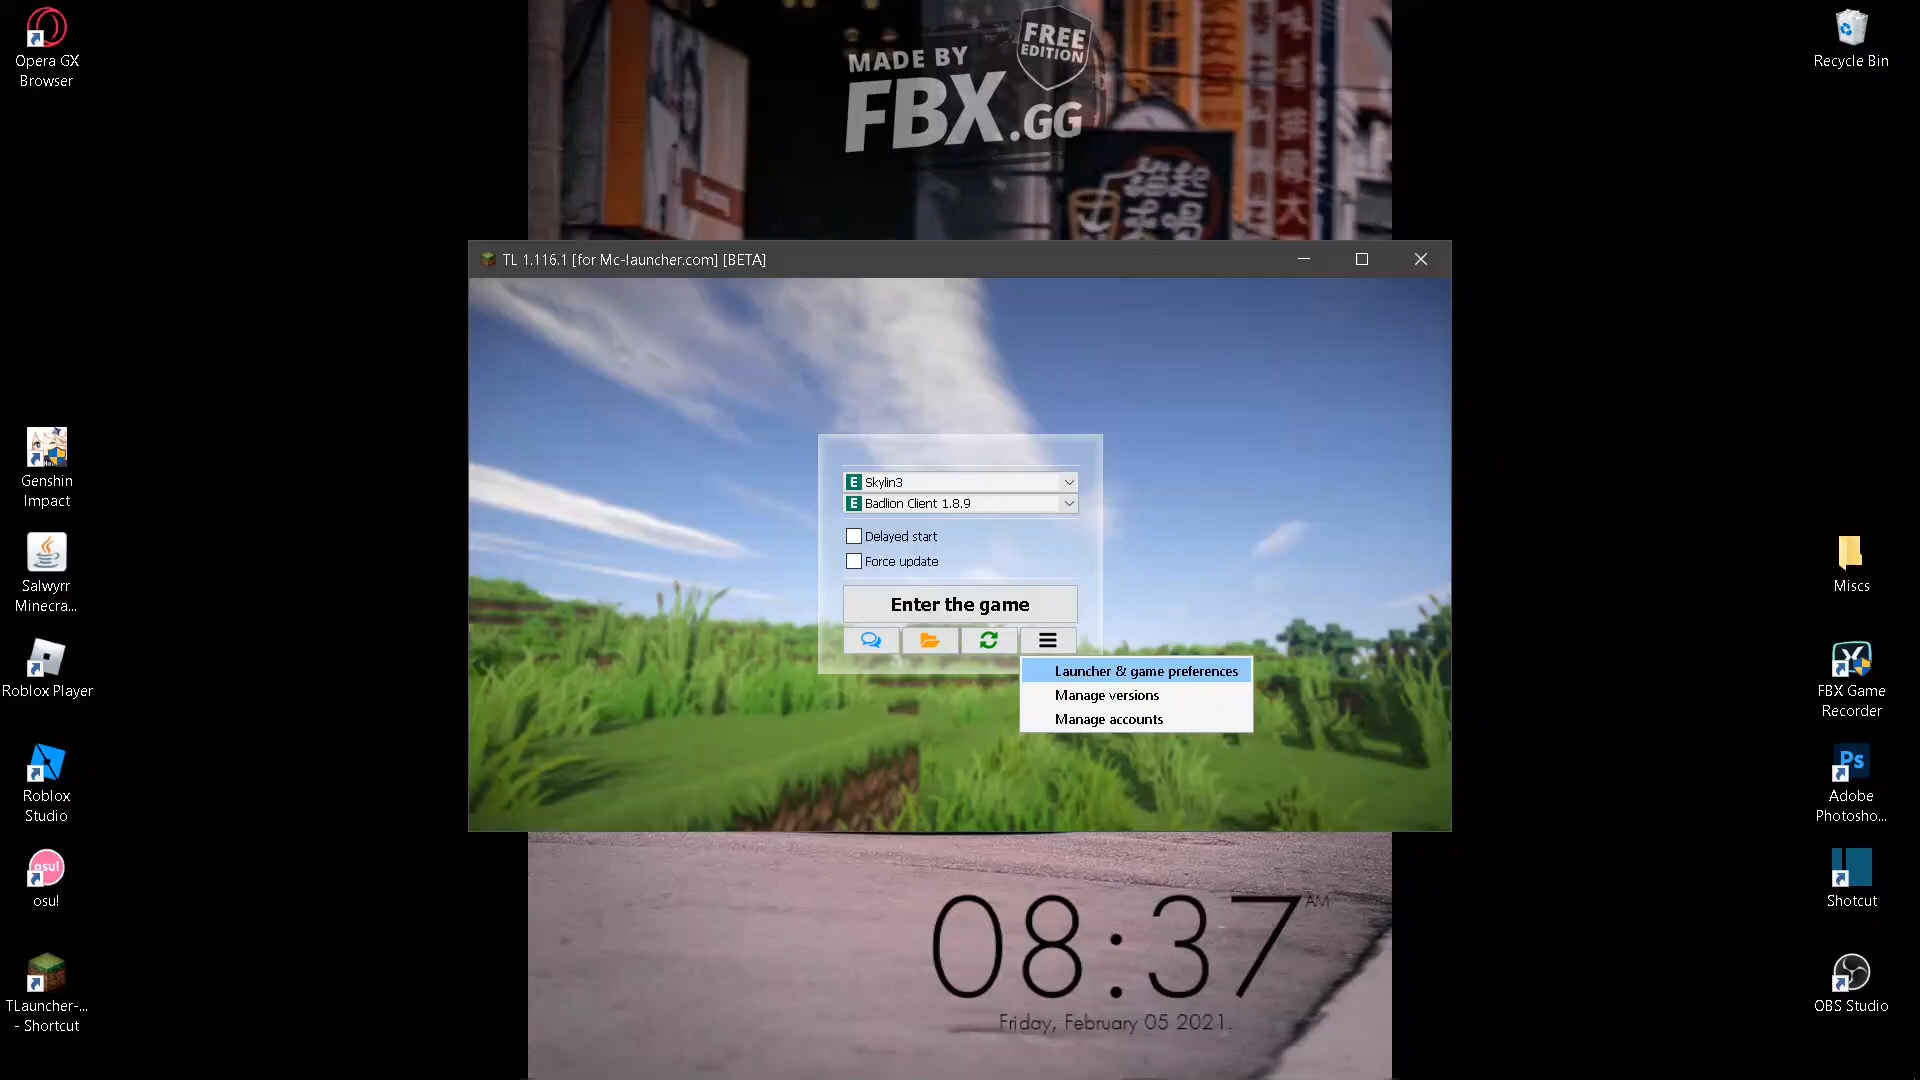 Opera GX
Browser
MADE BY
FREE
EDITION
FBX.GG
Recycle Bin
TL 1.116.1 [for Mc-launcher.com] [BETA]
Skylin3
Badlion Client 1.8.9
Delayed start
Force update
Enter the game
Launcher & game preferences
Manage versions
Manage accounts
Genshin
Impact
Salwyrr
Minecra...
Roblox Player
Roblox
Studio
osu!
osu!
TLauncher-...
- Shortcut
Miscs
FBX Game
Recorder
Ps
Adobe
Photosho...
Shotcut
OBS Studio
08:37
AM
Friday, February 05 2021.